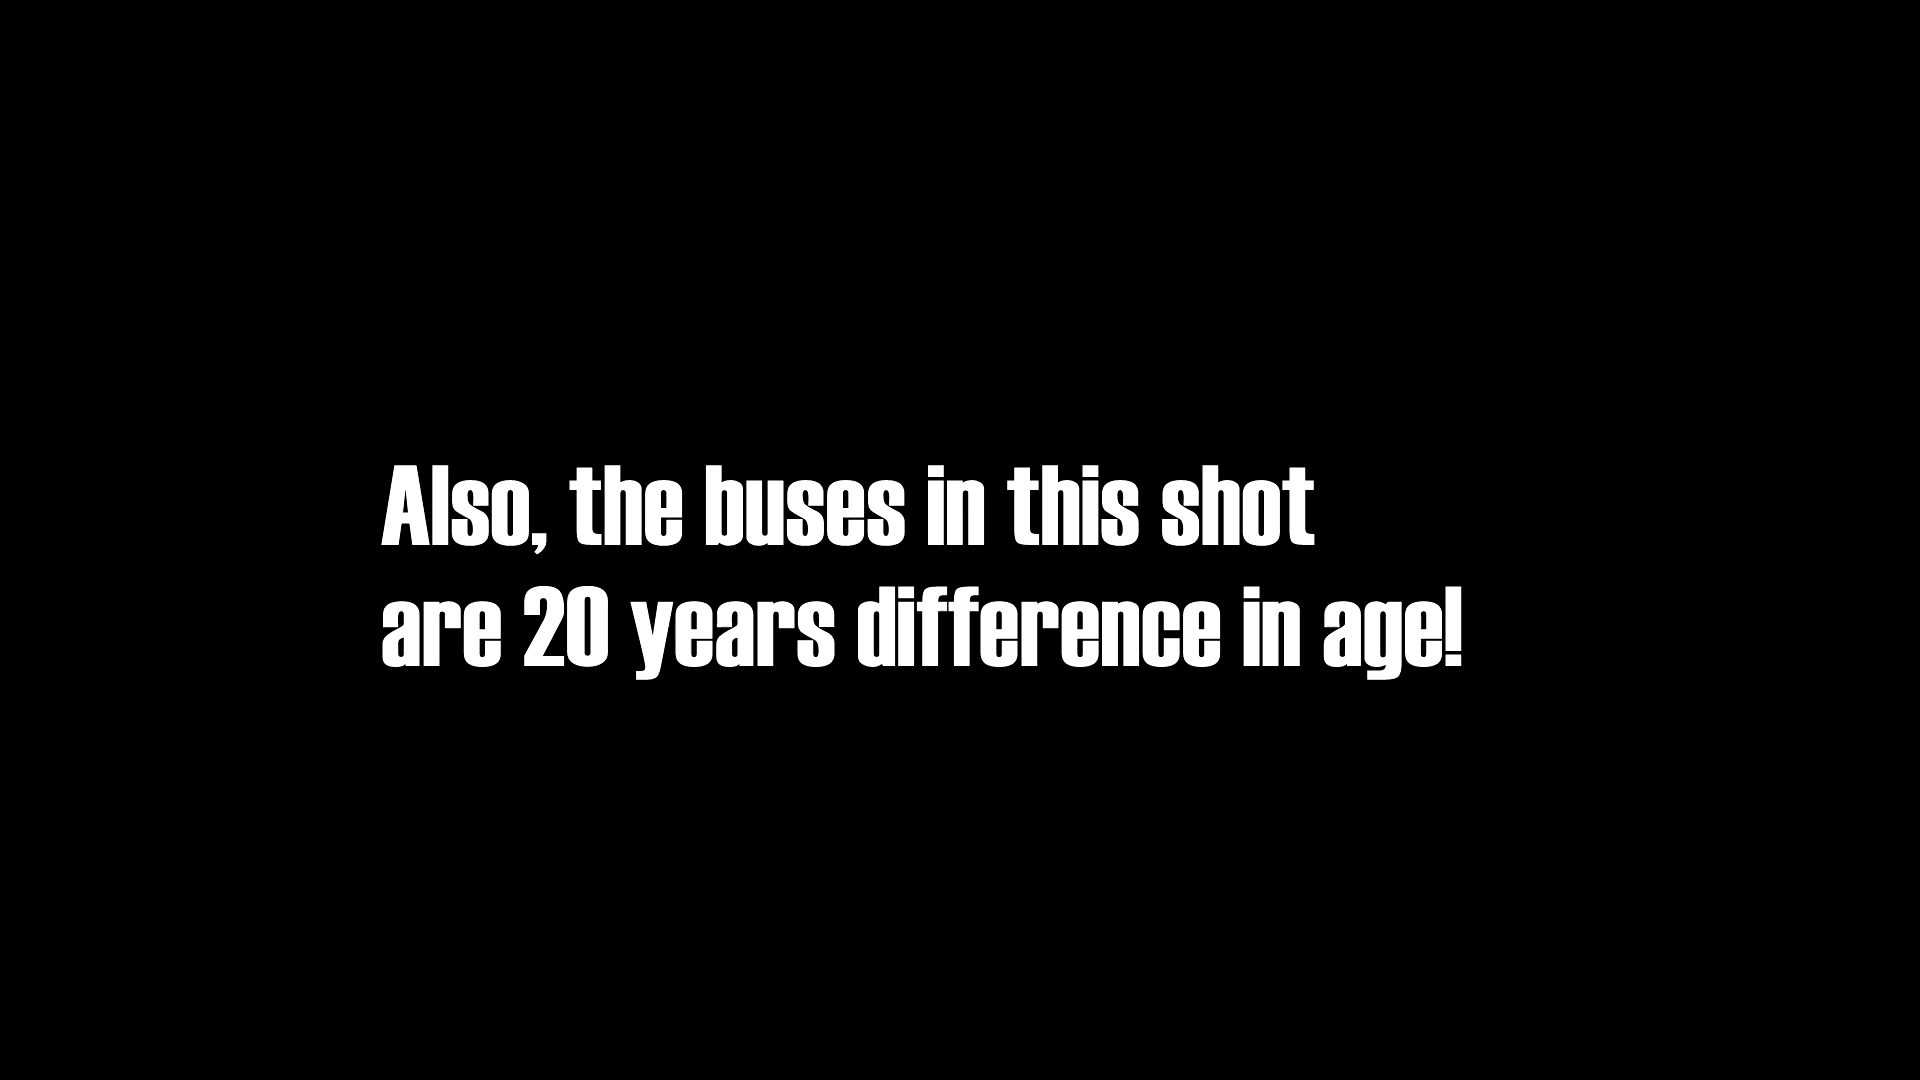 Also, the buses in this shot
are 20 years difference in age!